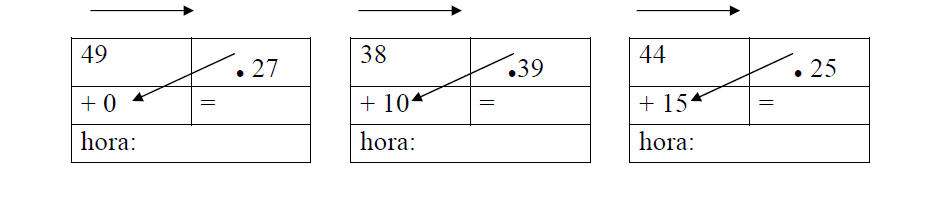 49 . 27
+ 0 =
hora:
38 .39
+ 10 =
hora:
44 . 25
+ 15 =
hora: